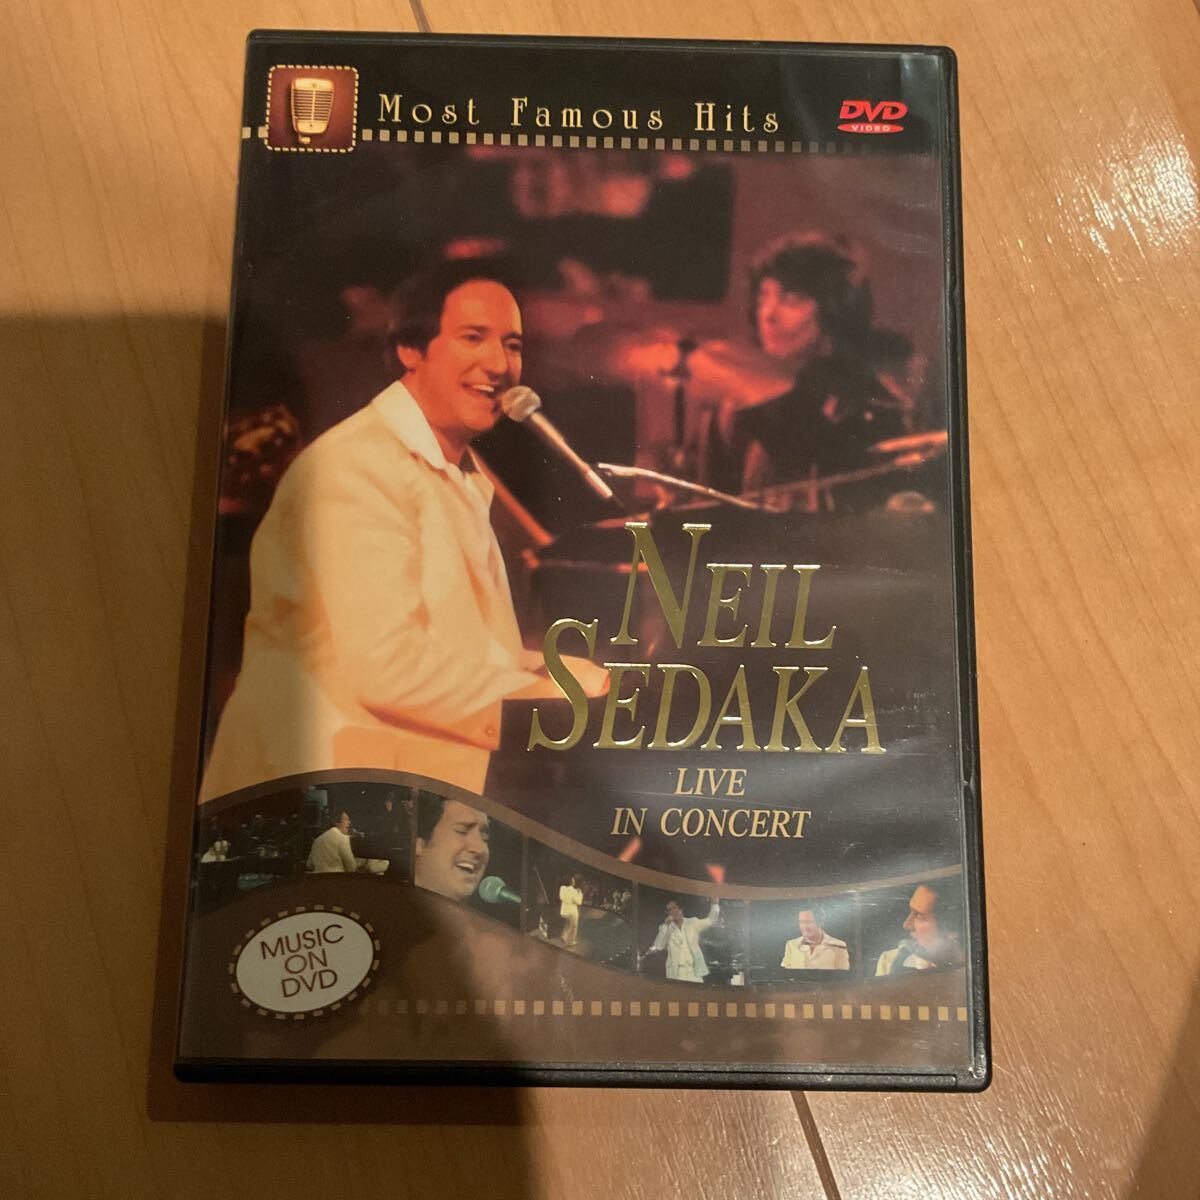 Most Famous Hits
DVD
VIDEO
NEIL
SEDAKA
LIVE
IN CONCERT
MUSIC
ON
DVD